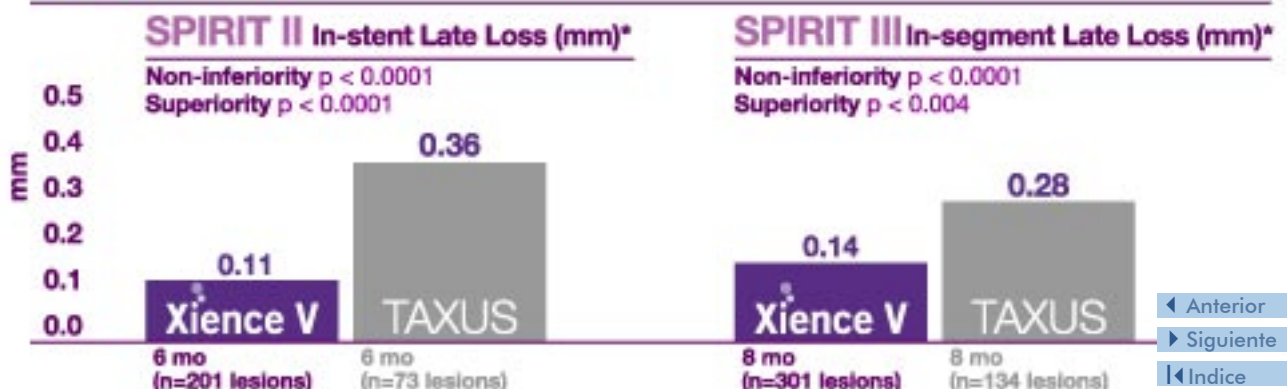 SPIRIT II In-stent Late Loss (mm)*
Non-inferiority p < 0.0001
Superiority p < 0.0001
SPIRIT III In-segment Late Loss (mm)*
Non-inferiority p < 0.0001
Superiority p < 0.004
mm
0.5
0.4
0.3
0.2
0.1
0.0
0.11
Xience V
6 mo
(n=201 lesions)
0.36
TAXUS
6 mo
(n=73 lesions)
0.14
Xience V
8 mo
(n=301 lesions)
0.28
TAXUS
8 mo
(n=134 lesions)
Anterior
Siguiente
Indice